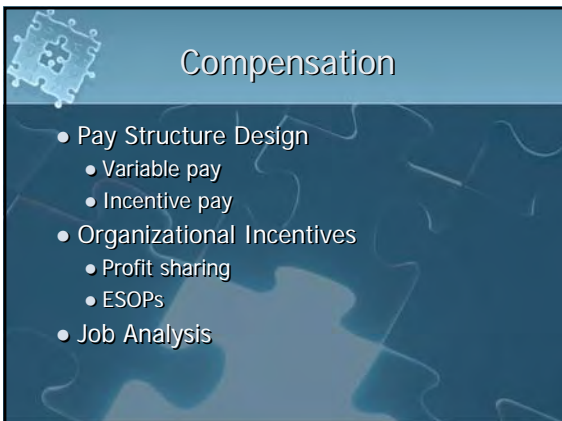 Compensation
● Pay Structure Design
● Variable pay
● Incentive pay
● Organizational Incentives
● Profit sharing
● ESOPs
● Job Analysis